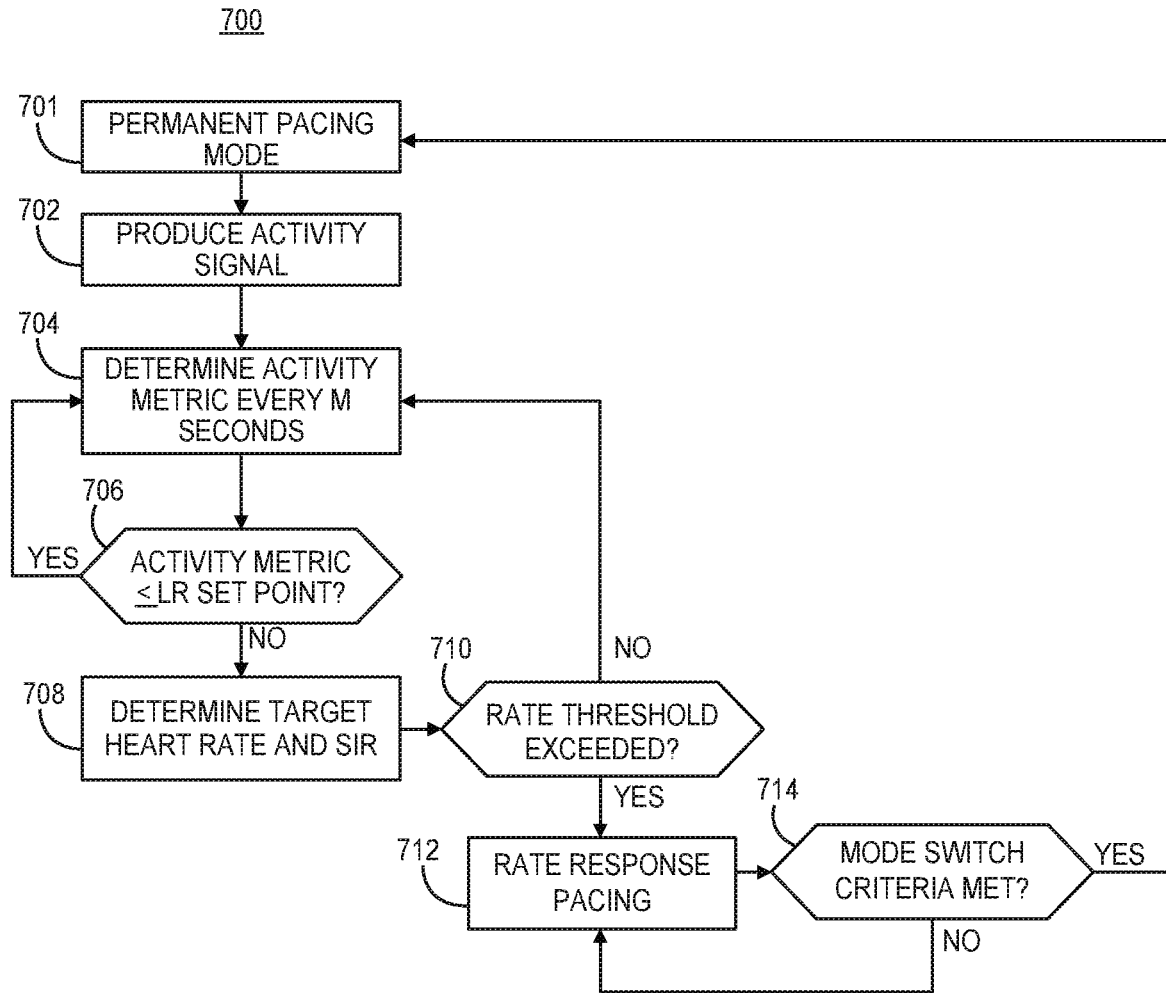 700
701
PERMANENT PACING
MODE
702
PRODUCE ACTIVITY
SIGNAL
704
DETERMINE ACTIVITY
METRIC EVERY M
SECONDS
706
YES
ACTIVITY METRIC
≤ LR SET POINT?
NO
708
DETERMINE TARGET
HEART RATE AND SIR
710
NO
RATE THRESHOLD
EXCEEDED?
YES
712
RATE RESPONSE
PACING
714
MODE SWITCH
CRITERIA MET?
YES
NO